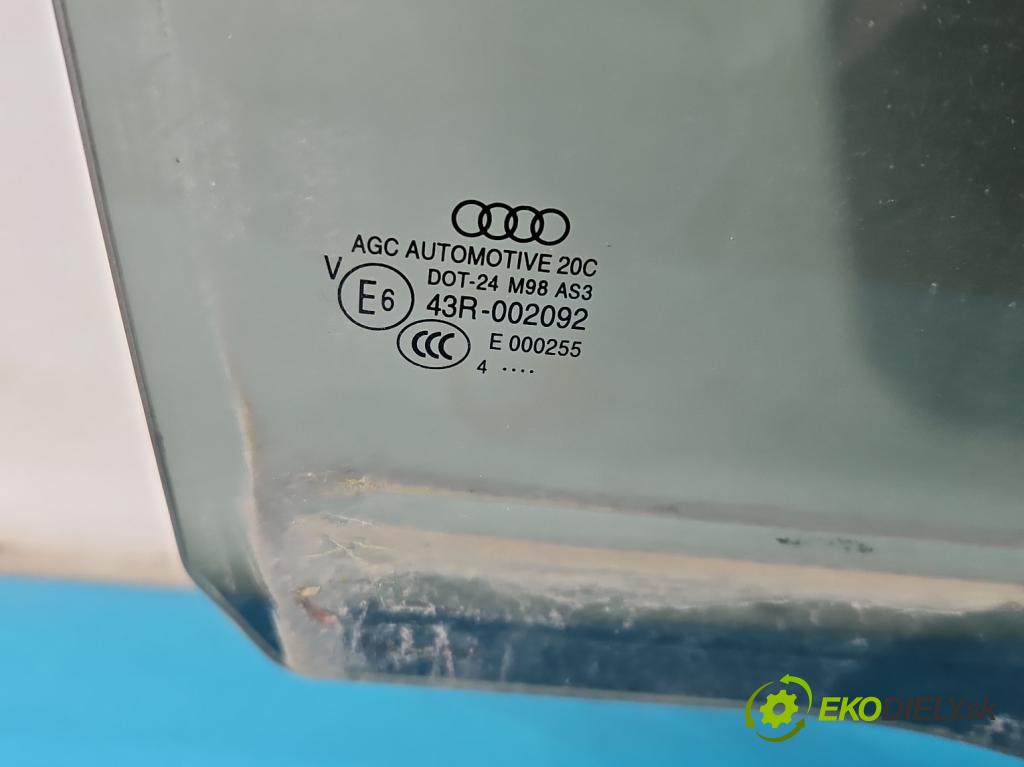 AGC AUTOMOTIVE 20C
DOT-24 M98 AS3
V E6 43R-002092
CCC E 000255
4 ····
EKODIELY.sk